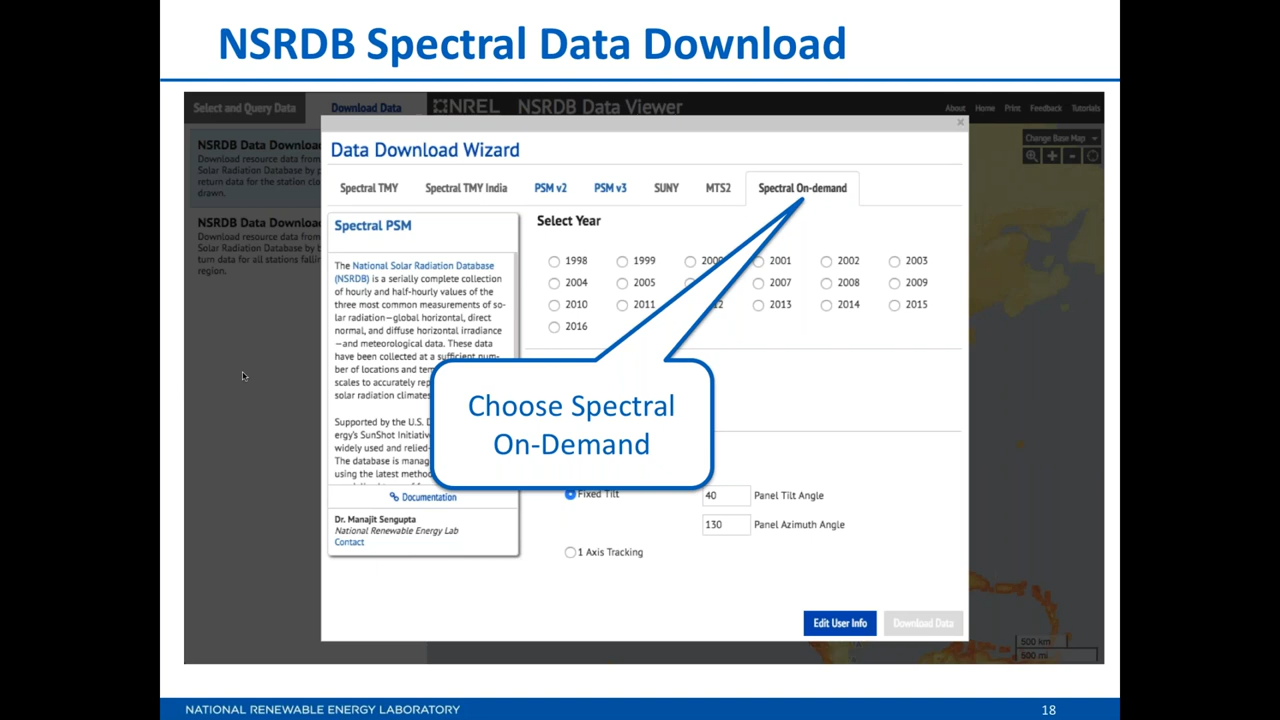 NSRDB Spectral Data Download
Select and Query Data
Download Data
NREL
NSRDB Data Viewer
About
Home
Print
Feedback
Tutorials
NSRDB Data Download
Download resource data from
Solar Radiation Database by p
return data for the station clo
drawn.
NSRDB Data Download
Download resource data from
Solar Radiation Database by
turn data for all stations fallin
region.
Change Base Map
Data Download Wizard
Spectral TMY
Spectral TMY India
PSM v2
PSM v3
SUNY
MTS2
Spectral On-demand
Spectral PSM
The National Solar Radiation Database
(NSRDB) is a serially complete collection
of hourly and half-hourly values of the
three most common measurements of so-
lar radiation—global horizontal, direct
normal, and diffuse horizontal irradiance
—and meteorological data. These data
have been collected at a sufficient num-
ber of locations and tem
scales to accurately rep
solar radiation climates
Supported by the U.S. D
ergy's SunShot Initiative
widely used and relied-
The database is manag
using the latest metho
Documentation
Dr. Manajit Sengupta
National Renewable Energy Lab
Contact
Select Year
1998
1999
2000
2001
2002
2003
2004
2005
2007
2008
2009
2010
2011
2013
2014
2015
2016
Choose Spectral
On-Demand
Fixed Tilt
40
Panel Tilt Angle
130
Panel Azimuth Angle
1 Axis Tracking
Edit User Info
Download Data
500 km
500 mi
NATIONAL RENEWABLE ENERGY LABORATORY
18